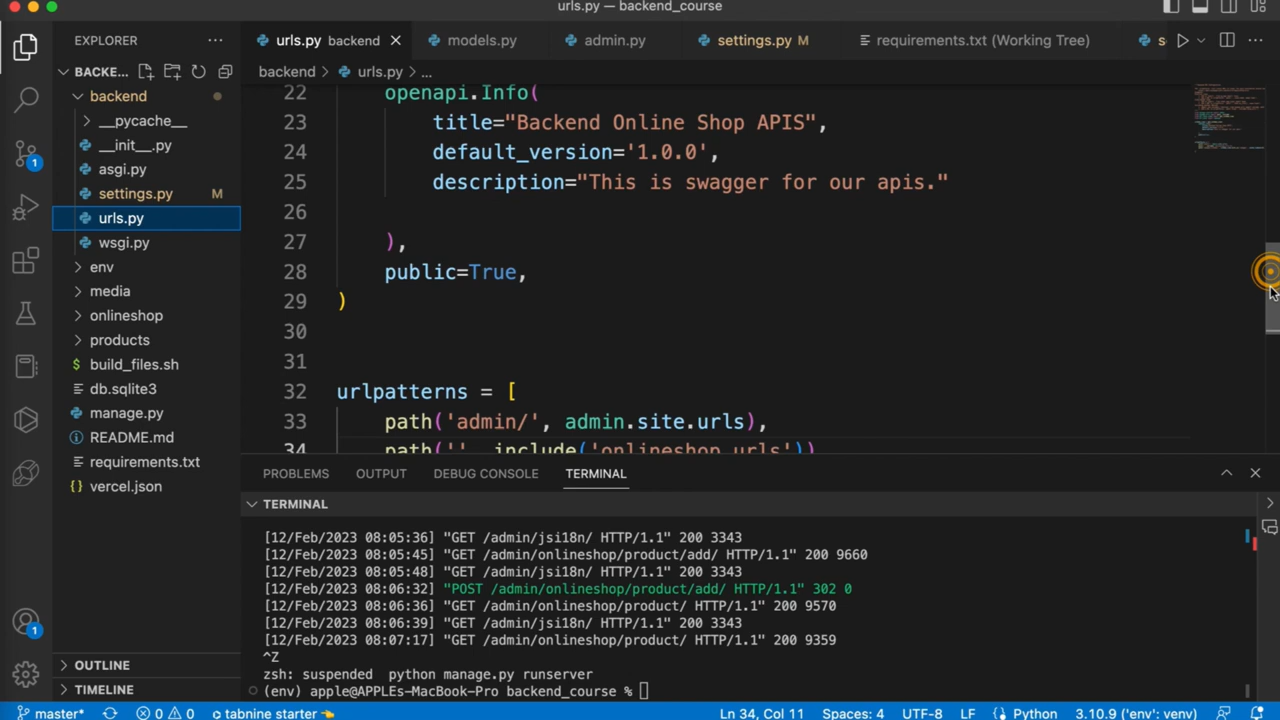 urls.py — backend_course
EXPLORER
urls.py backend
models.py
admin.py
settings.py M
requirements.txt (Working Tree)
BACKE...
backend > urls.py > ...
backend
__pycache__
__init__.py
asgi.py
settings.py M
urls.py
wsgi.py
env
media
onlineshop
products
build_files.sh
db.sqlite3
manage.py
README.md
requirements.txt
vercel.json
OUTLINE
TIMELINE
22 openapi.Info(
23 title="Backend Online Shop APIS",
24 default_version='1.0.0',
25 description="This is swagger for our apis."
26
27 ),
28 public=True,
29 )
30
31
32 urlpatterns = [
33 path('admin/', admin.site.urls),
34 path('', include('onlineshop.urls'))
PROBLEMS OUTPUT DEBUG CONSOLE TERMINAL
TERMINAL
[12/Feb/2023 08:05:36] "GET /admin/jsi18n/ HTTP/1.1" 200 3343
[12/Feb/2023 08:05:45] "GET /admin/onlineshop/product/add/ HTTP/1.1" 200 9660
[12/Feb/2023 08:05:48] "GET /admin/jsi18n/ HTTP/1.1" 200 3343
[12/Feb/2023 08:06:32] "POST /admin/onlineshop/product/add/ HTTP/1.1" 302 0
[12/Feb/2023 08:06:36] "GET /admin/onlineshop/product/ HTTP/1.1" 200 9570
[12/Feb/2023 08:06:39] "GET /admin/jsi18n/ HTTP/1.1" 200 3343
[12/Feb/2023 08:07:17] "GET /admin/onlineshop/product/ HTTP/1.1" 200 9359
^Z
zsh: suspended python manage.py runserver
(env) apple@APPLEs-MacBook-Pro backend_course %
1
1
master* 0 0 tabnine starter Ln 34, Col 11 Spaces: 4 UTF-8 LF Python 3.10.9 ('env': venv)